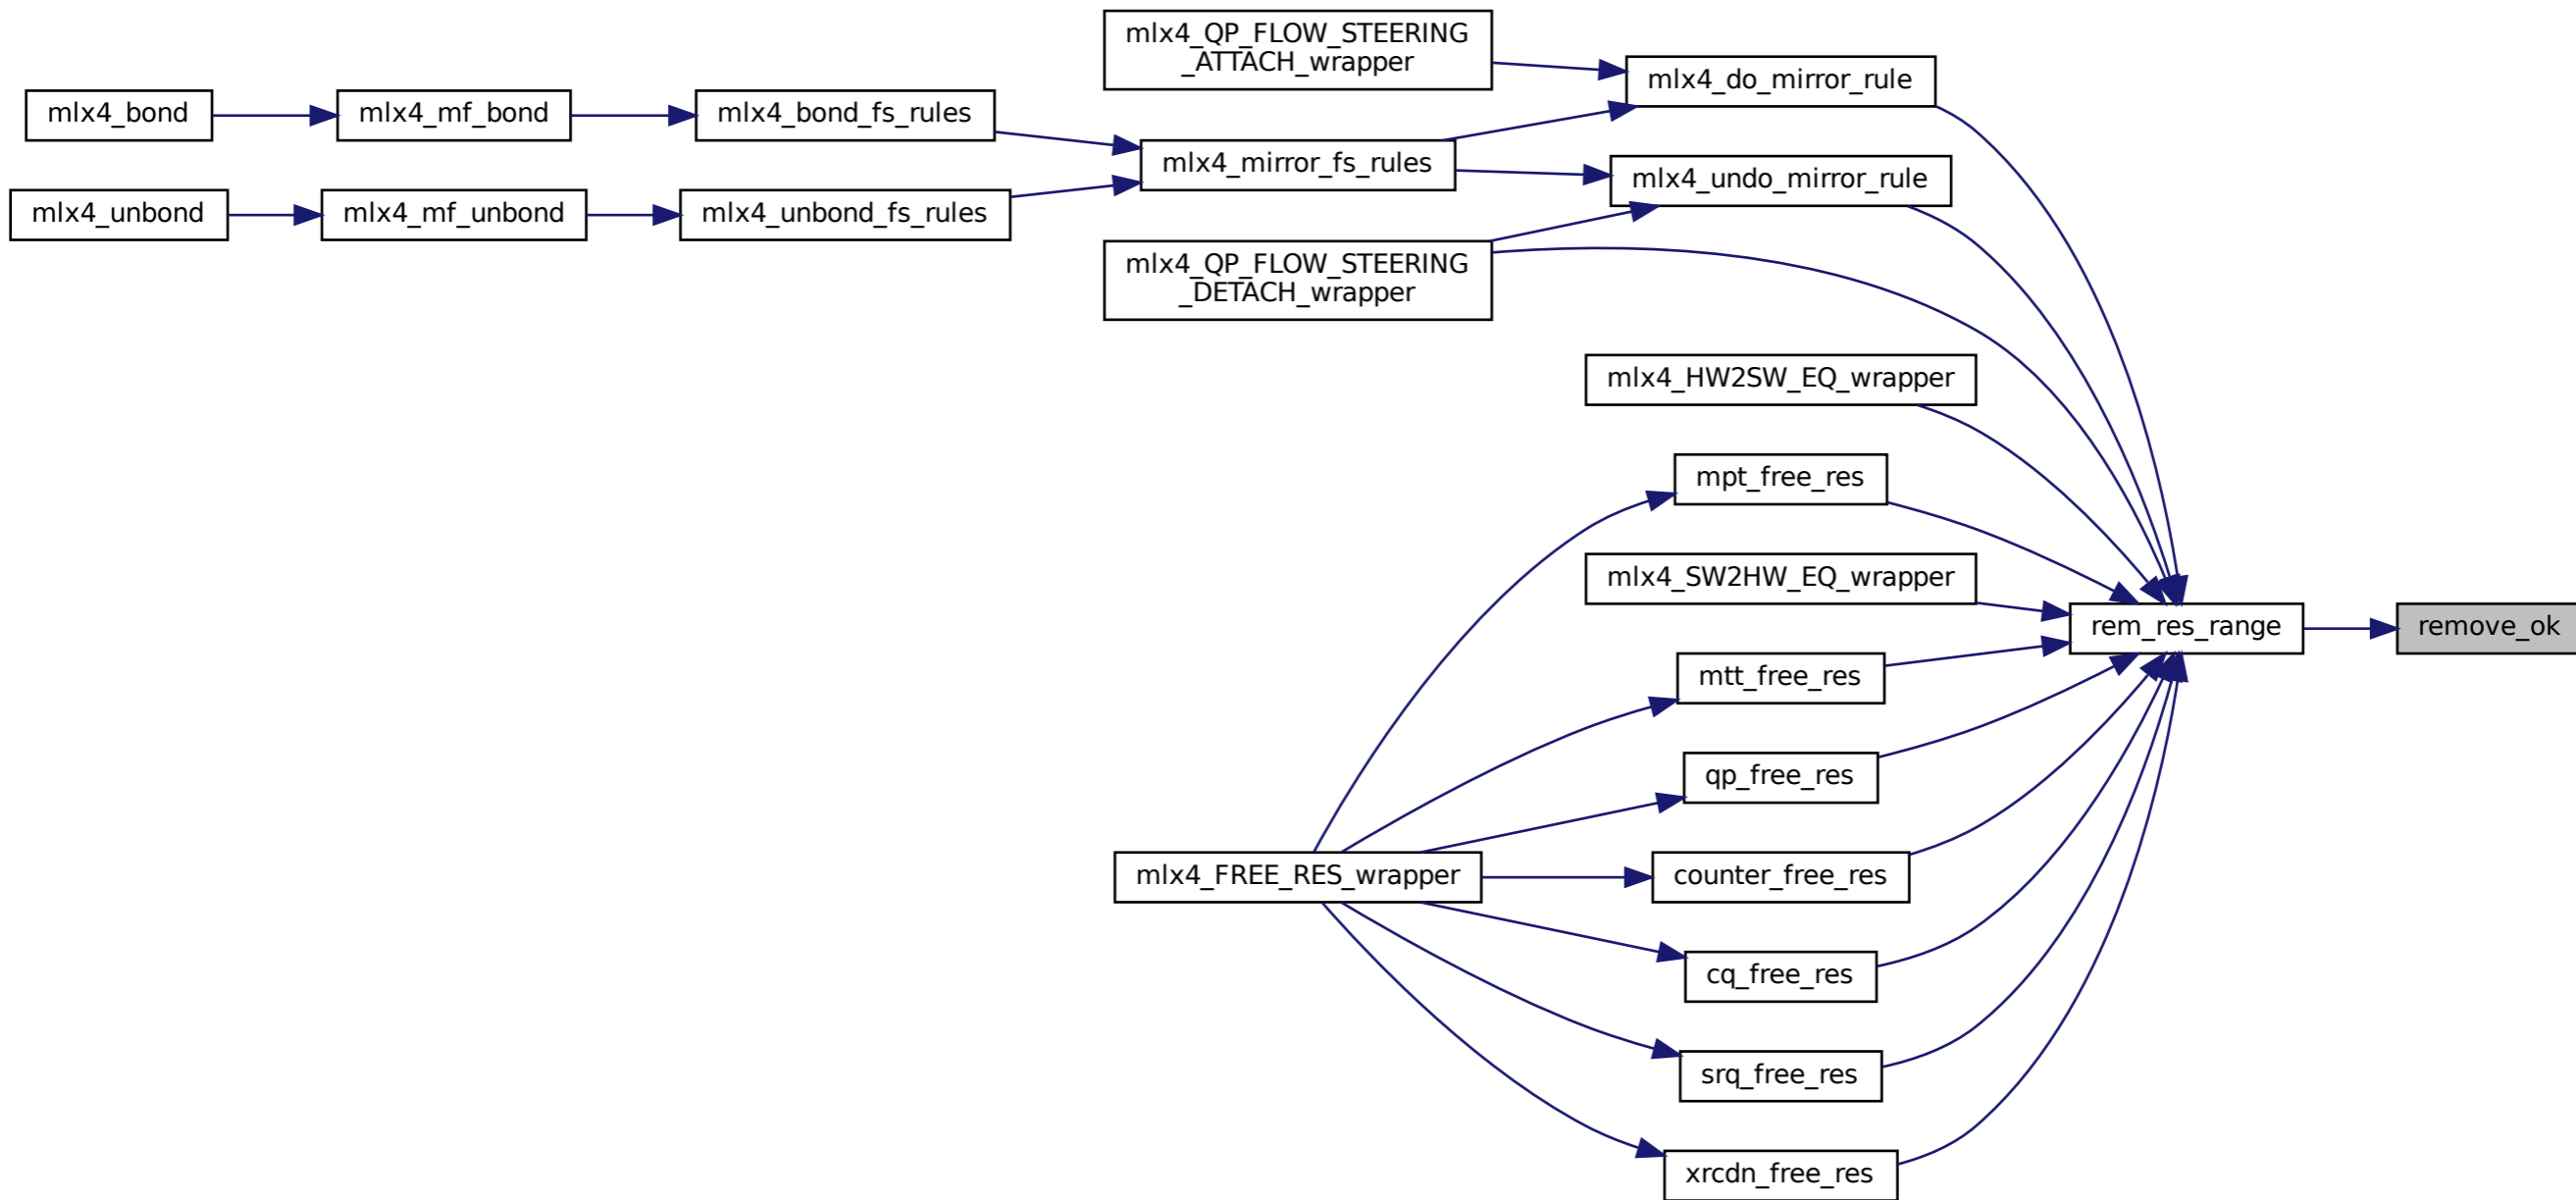 mlx4_QP_FLOW_STEERING
_ATTACH_wrapper
mlx4_do_mirror_rule
mlx4_bond
mlx4_mf_bond
mlx4_bond_fs_rules
mlx4_mirror_fs_rules
mlx4_undo_mirror_rule
mlx4_unbond
mlx4_mf_unbond
mlx4_unbond_fs_rules
mlx4_QP_FLOW_STEERING
_DETACH_wrapper
mlx4_HW2SW_EQ_wrapper
mpt_free_res
mlx4_SW2HW_EQ_wrapper
rem_res_range
remove_ok
mtt_free_res
qp_free_res
mlx4_FREE_RES_wrapper
counter_free_res
cq_free_res
srq_free_res
xrcdn_free_res